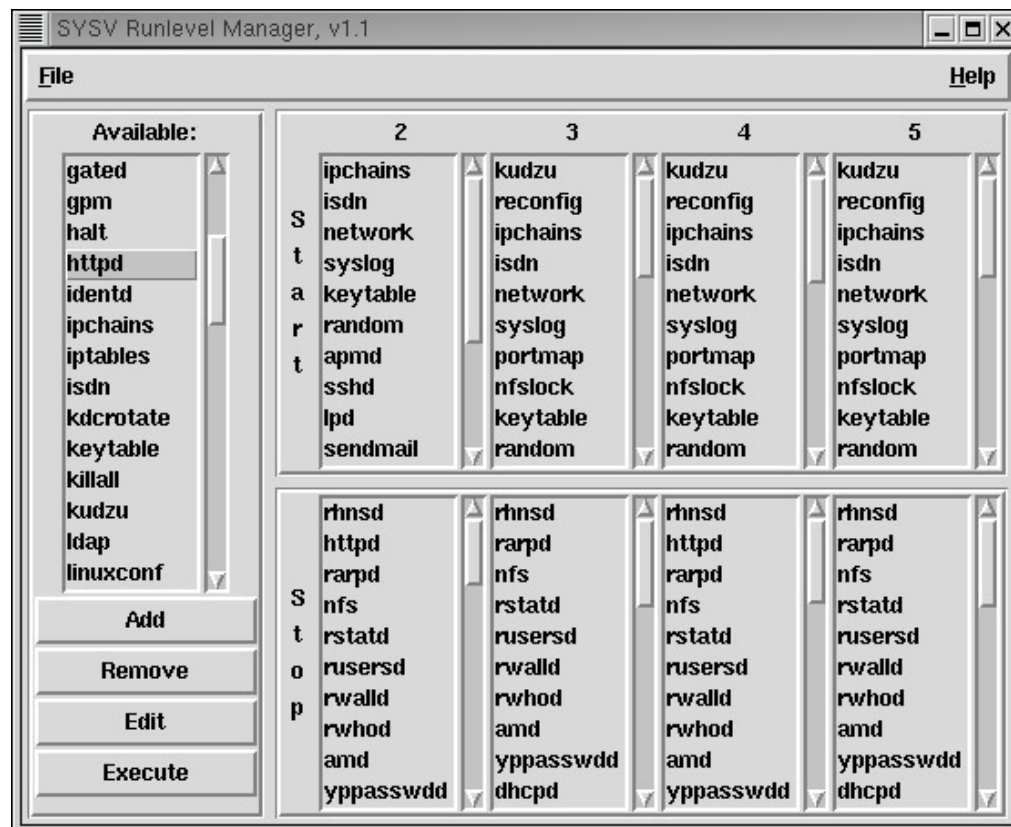 SYSV Runlevel Manager, v1.1
File Help
Available:
gated
gpm
halt
httpd
identd
ipchains
iptables
isdn
kdcrotate
keytable
killall
kudzu
ldap
linuxconf
Add
Remove
Edit
Execute
2 3 4 5
Start
ipchains kudzu kudzu kudzu
isdn reconfig reconfig reconfig
network ipchains ipchains ipchains
syslog isdn isdn isdn
keytable network network network
random syslog syslog syslog
apmd portmap portmap portmap
sshd nfslock nfslock nfslock
lpd keytable keytable keytable
sendmail random random random
Stop
rhnsd rhnsd rhnsd rhnsd
httpd rarpd httpd rarpd
rarpd nfs rarpd nfs
nfs rstatd nfs rstatd
rstatd rusersd rstatd rusersd
rusersd rwalld rusersd rwalld
rwalld rwhod rwalld rwhod
rwhod amd rwhod amd
amd yppasswdd amd yppasswdd
yppasswdd dhcpd yppasswdd dhcpd